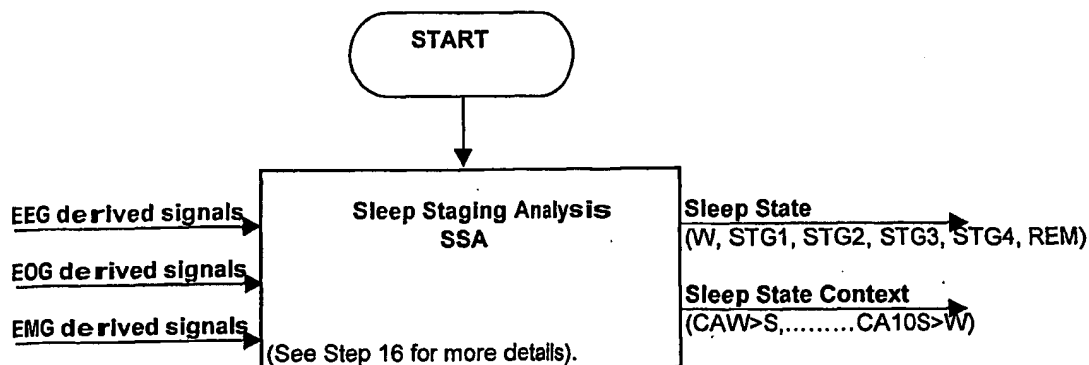 START
EEG derived signals
EOG derived signals
EMG derived signals
Sleep Staging Analysis
SSA
(See Step 16 for more details).
Sleep State
(W, STG1, STG2, STG3, STG4, REM)
Sleep State Context
(CAW>S,.........CA10S>W)